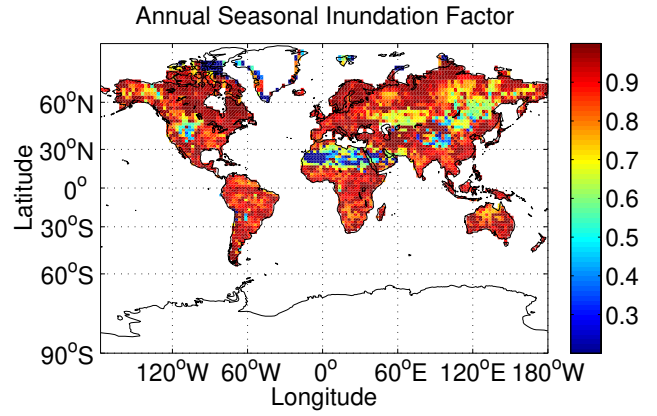 Annual Seasonal Inundation Factor
Latitude
60°N
30°N
0°
30°S
60°S
90°S
120°W 60°W 0° 60°E 120°E 180°W
Longitude
0.9
0.8
0.7
0.6
0.5
0.4
0.3